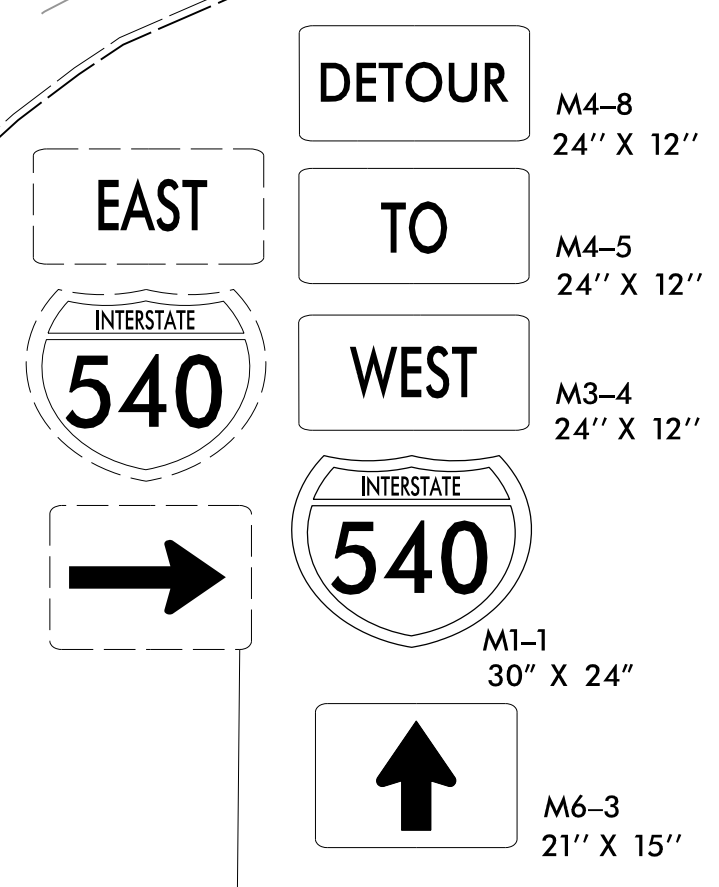 DETOUR
M4–8
24'' X 12''
EAST
TO
M4–5
24'' X 12''
INTERSTATE
540
WEST
M3–4
24'' X 12''
INTERSTATE
540
M1–1
30" X 24"
M6–3
21'' X 15''